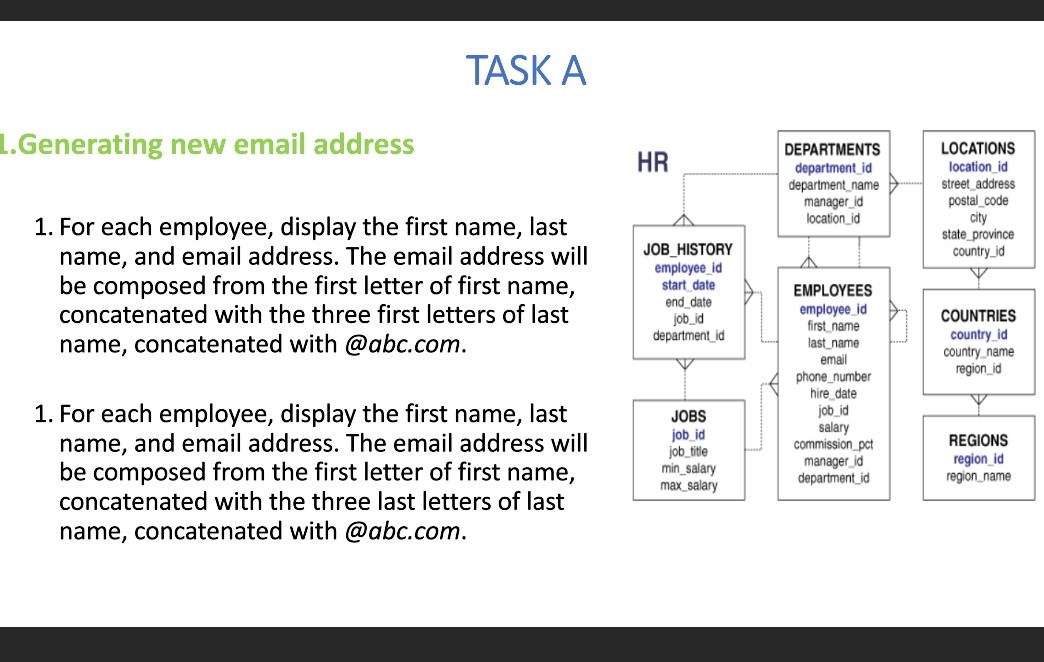 TASK A
1.Generating new email address
1. For each employee, display the first name, last
name, and email address. The email address will
be composed from the first letter of first name,
concatenated with the three first letters of last
name, concatenated with @abc.com.
1. For each employee, display the first name, last
name, and email address. The email address will
be composed from the first letter of first name,
concatenated with the three last letters of last
name, concatenated with @abc.com.
HR
DEPARTMENTS
department_id
department_name
manager_id
location_id
LOCATIONS
location_id
street_address
postal_code
city
state_province
country_id
JOB_HISTORY
employee_id
start_date
end_date
job_id
department_id
EMPLOYEES
employee_id
first_name
last_name
email
phone_number
hire_date
job_id
salary
commission_pct
manager_id
department_id
COUNTRIES
country_id
country_name
region_id
JOBS
job_id
job_title
min_salary
max_salary
REGIONS
region_id
region_name